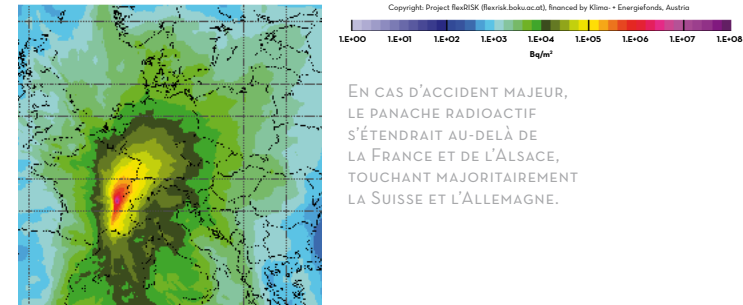 Copyright: Project flexRISK (flexrisk.boku.ac.at), financed by Klima- + Energiefonds, Austria
1.E+00 1.E+01 1.E+02 1.E+03 1.E+04 1.E+05 1.E+06 1.E+07 1.E+08
Bq/m²
En cas d'accident majeur,
le panache radioactif
s'étendrait au-delà de
la France et de l'Alsace,
touchant majoritairement
la Suisse et l'Allemagne.